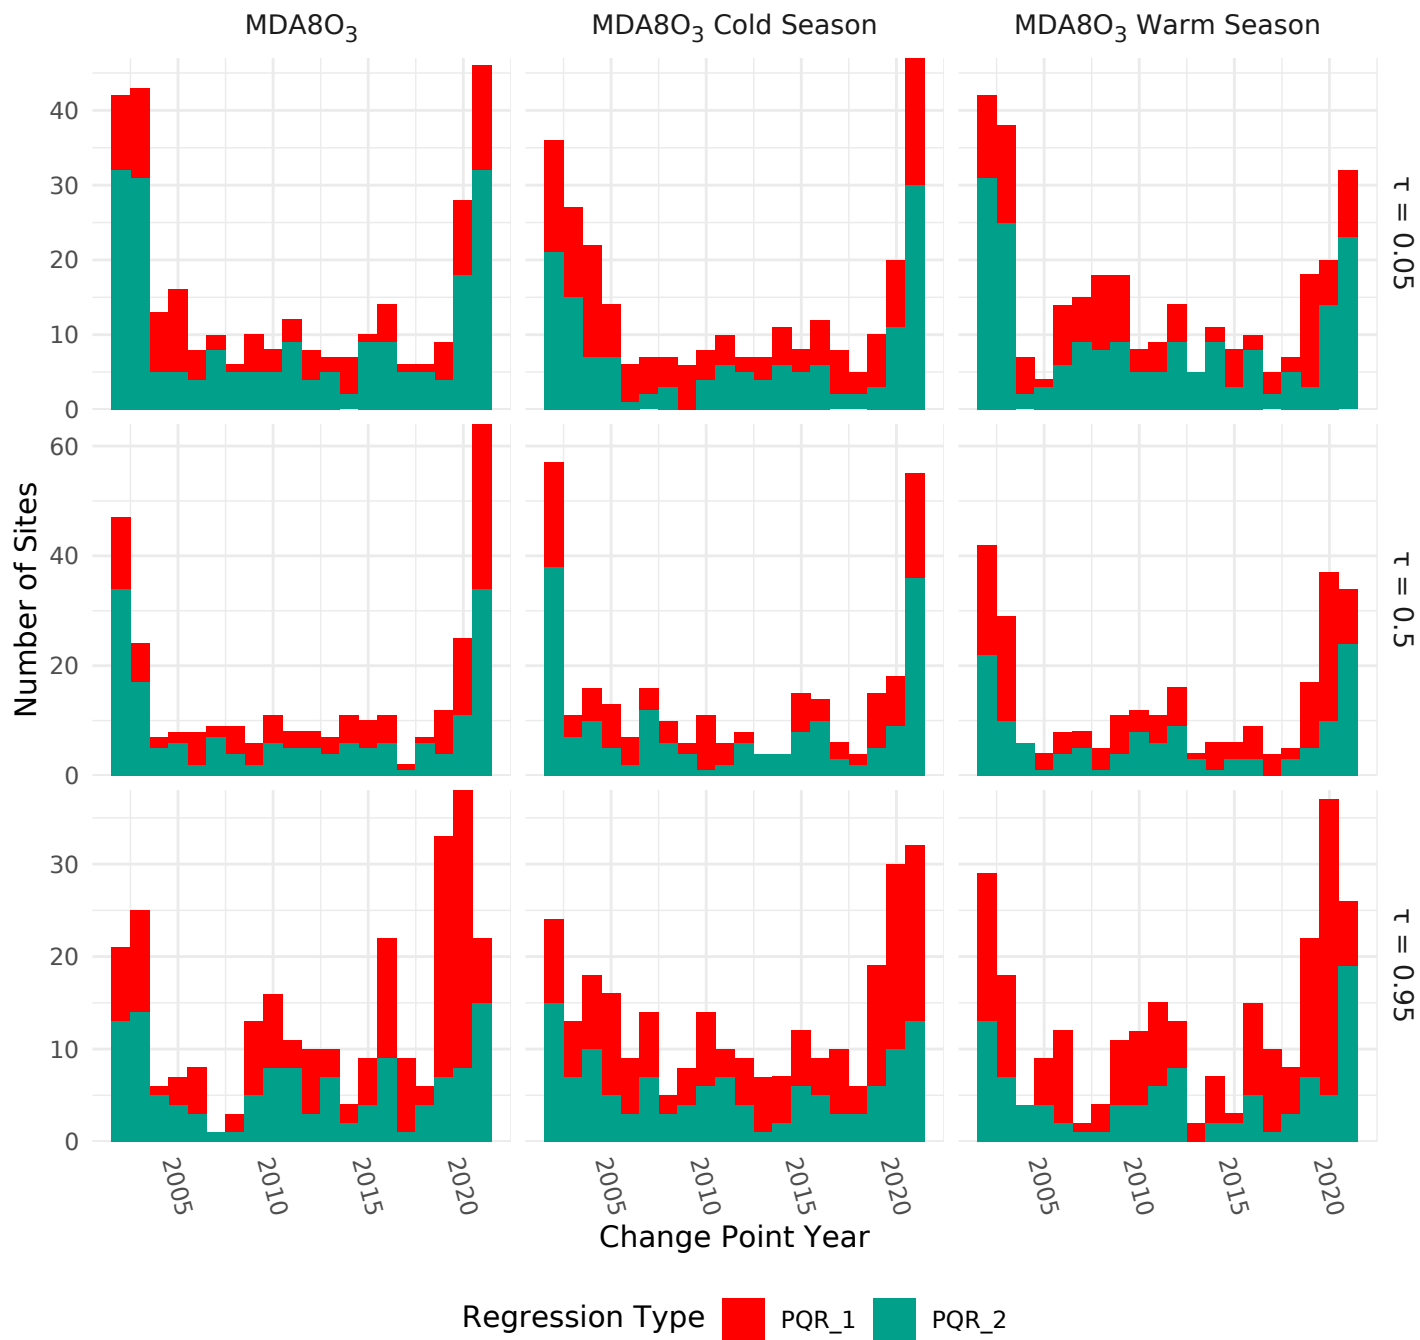 MDA8O₃ MDA8O₃ Cold Season MDA8O₃ Warm Season
40
30
20
10
0
τ = 0.05
60
40
20
0
τ = 0.5
30
20
10
0
τ = 0.95
Number of Sites
2005 2010 2015 2020 2005 2010 2015 2020 2005 2010 2015 2020
Change Point Year
Regression Type PQR_1 PQR_2